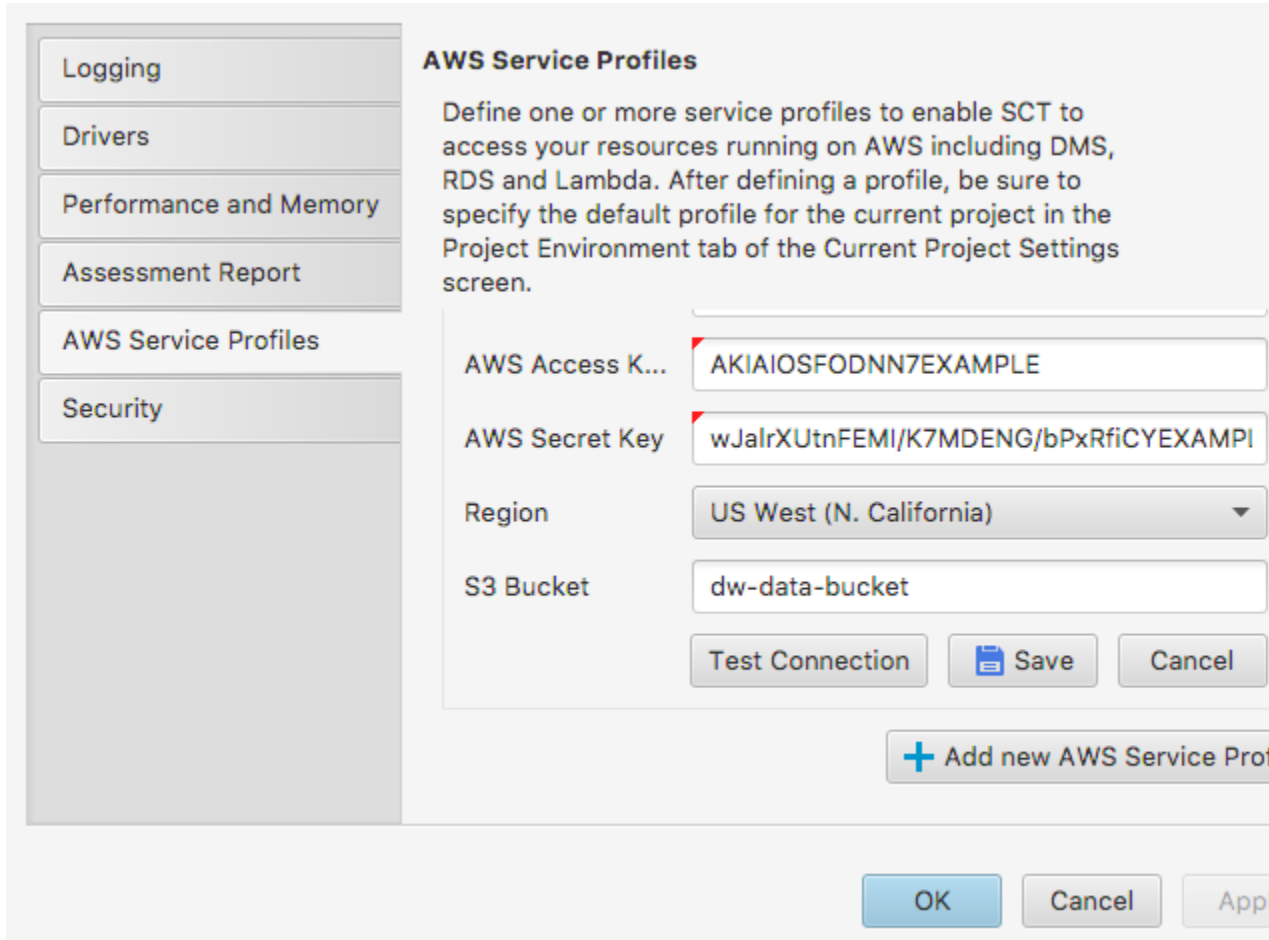 Logging
Drivers
Performance and Memory
Assessment Report
AWS Service Profiles
Security
AWS Service Profiles
Define one or more service profiles to enable SCT to
access your resources running on AWS including DMS,
RDS and Lambda. After defining a profile, be sure to
specify the default profile for the current project in the
Project Environment tab of the Current Project Settings
screen.
AWS Access K... AKIAIOSFODNN7EXAMPLE
AWS Secret Key wJalrXUtnFEMI/K7MDENG/bPxRfiCYEXAMPl
Region US West (N. California)
S3 Bucket dw-data-bucket
Test Connection Save Cancel
Add new AWS Service Prof
OK Cancel Appl